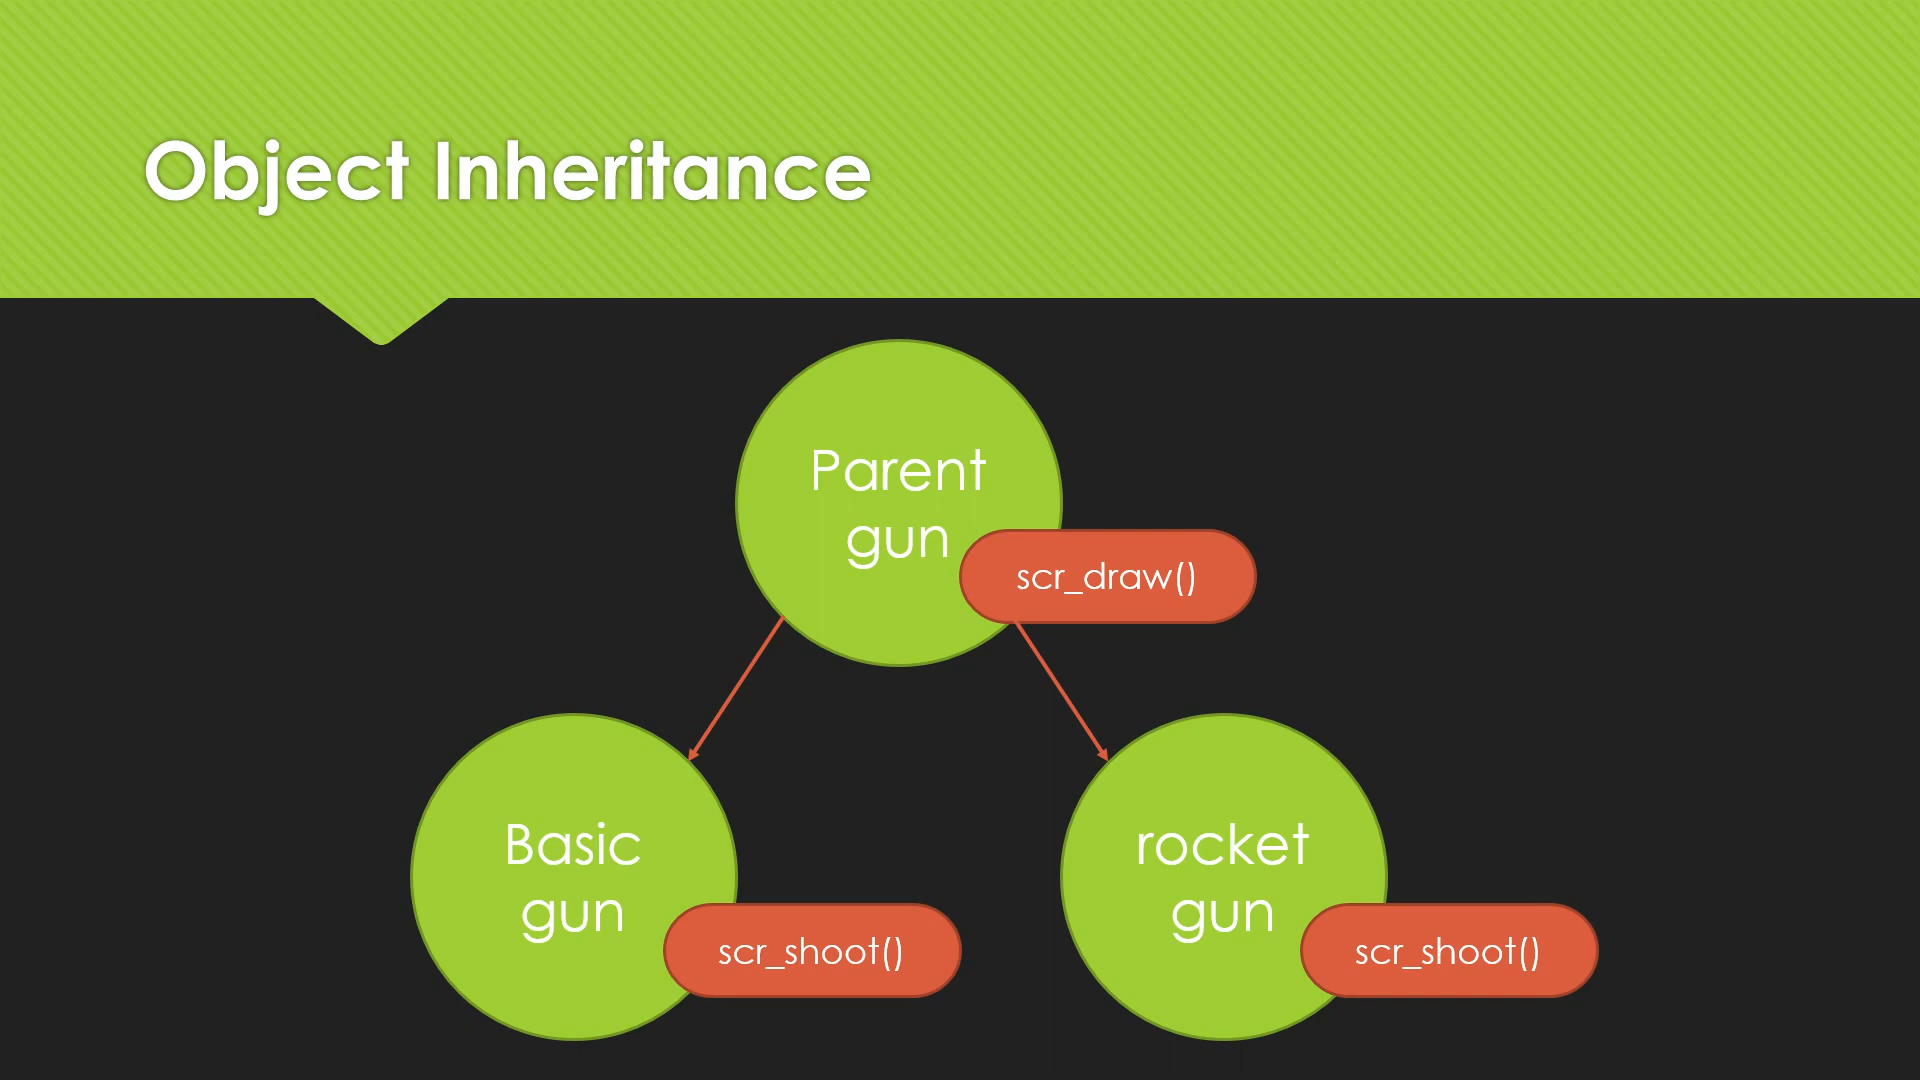 Object Inheritance
Parent
gun
scr_draw()
Basic
gun
scr_shoot()
rocket
gun
scr_shoot()